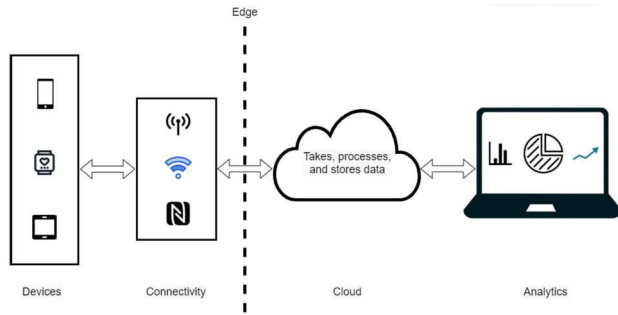 Edge
Takes, processes,
and stores data
Devices
Connectivity
Cloud
Analytics